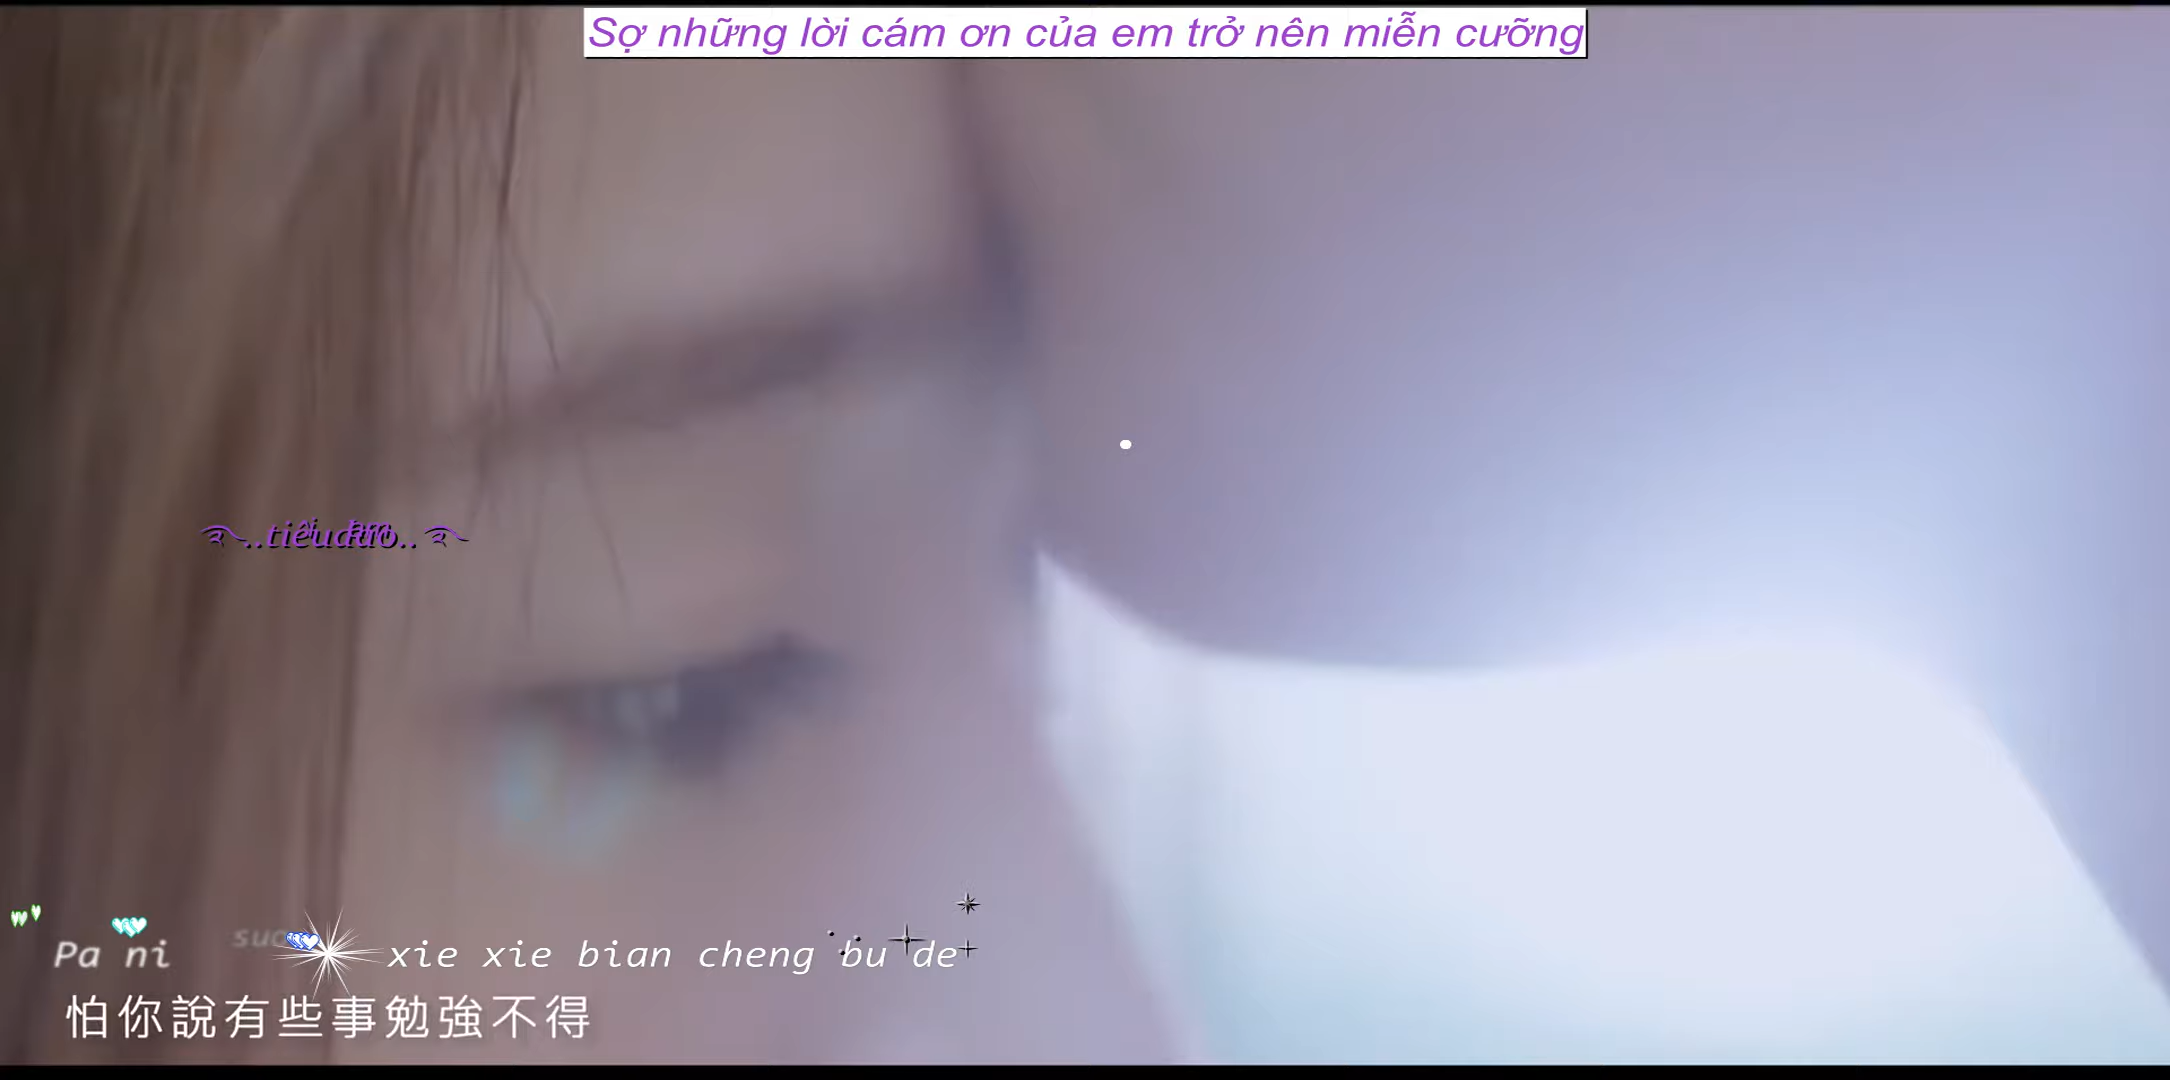 Sợ những lời cám ơn của em trở nên miễn cưỡng
Pa ni suo xie xie bian cheng bu de
怕你說有些事勉強不得